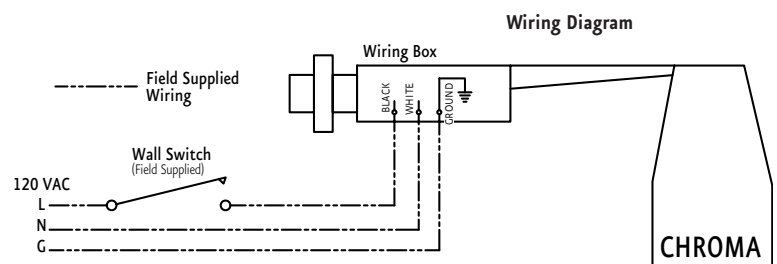 Wiring Diagram
Wiring Box
Field Supplied
Wiring
BLACK
WHITE
GROUND
Wall Switch
(Field Supplied)
120 VAC
L
N
G
CHROMA